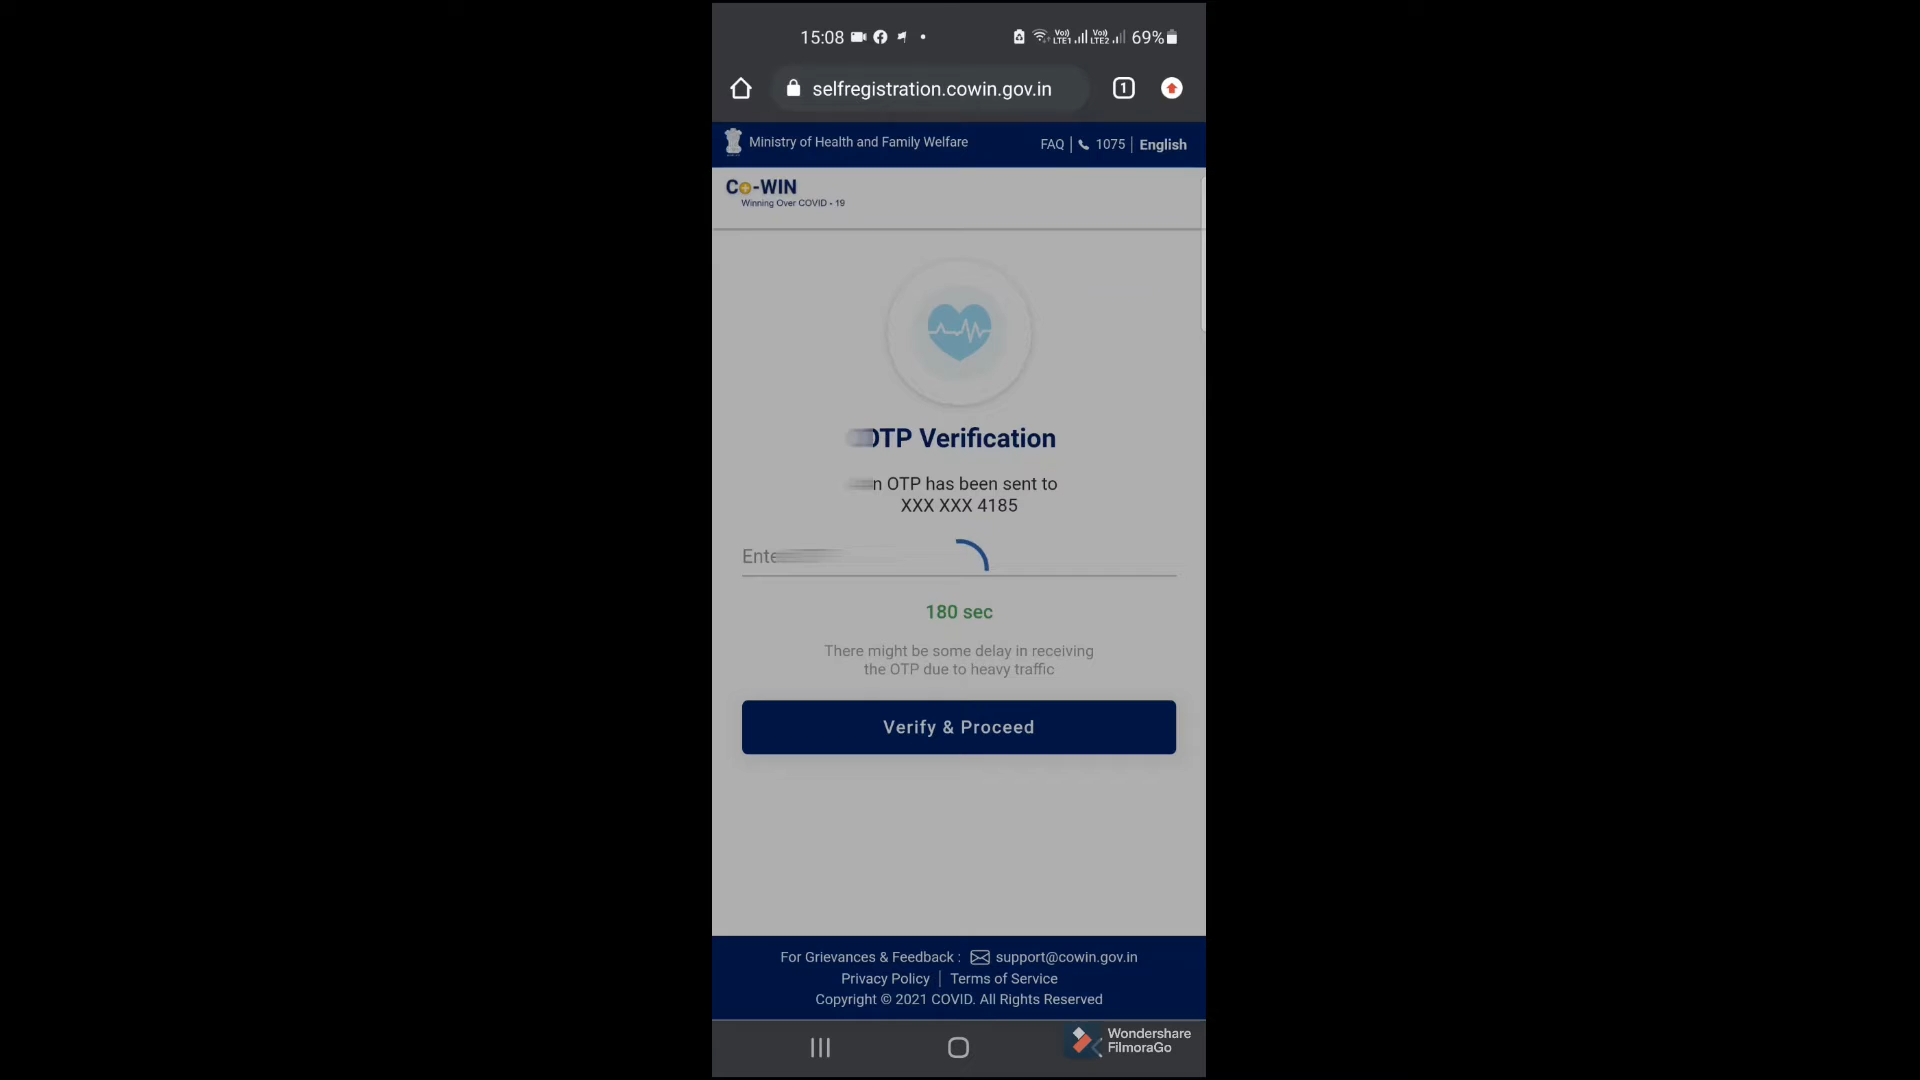 15:08 69%
selfregistration.cowin.gov.in 1
Ministry of Health and Family Welfare FAQ | 1075 | English
Co-WIN
Winning Over COVID - 19
OTP Verification
n OTP has been sent to
XXX XXX 4185
Ente
180 sec
There might be some delay in receiving
the OTP due to heavy traffic
Verify & Proceed
For Grievances & Feedback : support@cowin.gov.in
Privacy Policy | Terms of Service
Copyright © 2021 COVID. All Rights Reserved
Wondershare
FilmoraGo